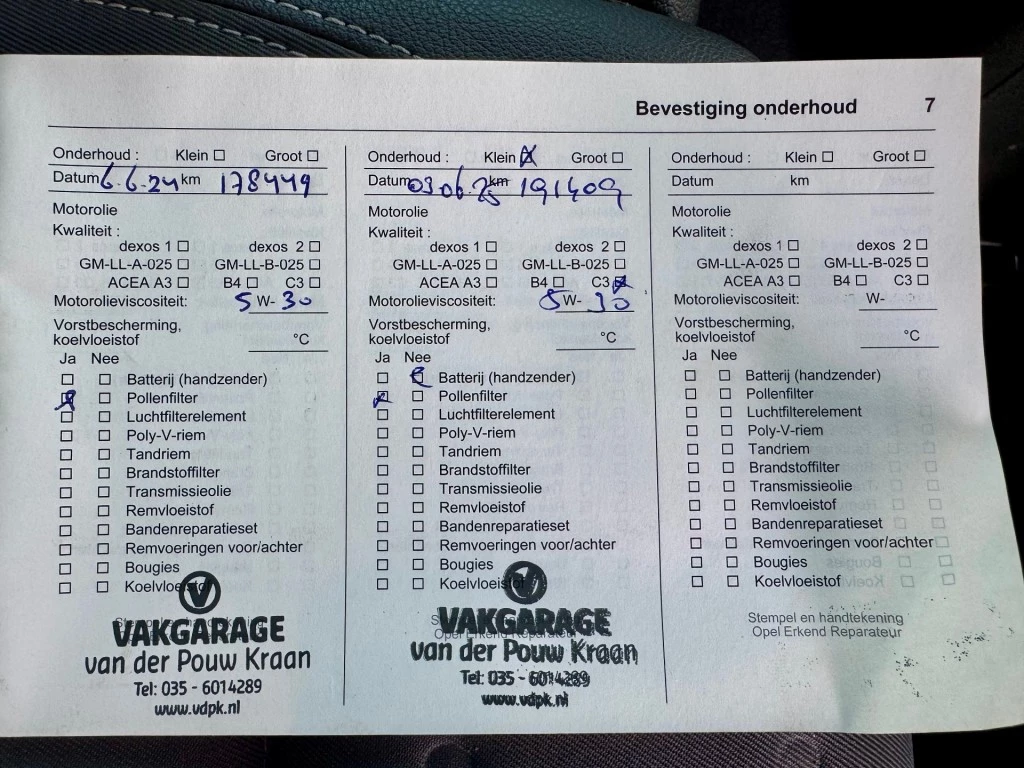 Bevestiging onderhoud 7
Onderhoud : Klein Groot
Datum 6.6.24 km 178449
Motorolie
Kwaliteit :
dexos 1 dexos 2
GM-LL-A-025 GM-LL-B-025
ACEA A3 B4 C3
Motorolieviscositeit: 5 W- 30
Vorstbescherming,
koelvloeistof °C
Ja Nee
Batterij (handzender)
Pollenfilter
Luchtfilterelement
Poly-V-riem
Tandriem
Brandstoffilter
Transmissieolie
Remvloeistof
Bandenreparatieset
Remvoeringen voor/achter
Bougies
Koelvloeistof
VAKGARAGE
van der Pouw Kraan
Tel: 035 - 6014289
www.vdpk.nl
Onderhoud : Klein Groot
Datum 03 06 25 km 191409
Motorolie
Kwaliteit :
dexos 1 dexos 2
GM-LL-A-025 GM-LL-B-025
ACEA A3 B4 C3
Motorolieviscositeit: 5 W- 30
Vorstbescherming,
koelvloeistof °C
Ja Nee
Batterij (handzender)
Pollenfilter
Luchtfilterelement
Poly-V-riem
Tandriem
Brandstoffilter
Transmissieolie
Remvloeistof
Bandenreparatieset
Remvoeringen voor/achter
Bougies
Koelvloeistof
Opel Erkend Reparateur
VAKGARAGE
van der Pouw Kraan
Tel: 035 - 6014289
www.vdpk.nl
Onderhoud : Klein Groot
Datum km
Motorolie
Kwaliteit :
dexos 1 dexos 2
GM-LL-A-025 GM-LL-B-025
ACEA A3 B4 C3
Motorolieviscositeit: W-
Vorstbescherming,
koelvloeistof °C
Ja Nee
Batterij (handzender)
Pollenfilter
Luchtfilterelement
Poly-V-riem
Tandriem
Brandstoffilter
Transmissieolie
Remvloeistof
Bandenreparatieset
Remvoeringen voor/achter
Bougies
Koelvloeistof
Stempel en handtekening
Opel Erkend Reparateur